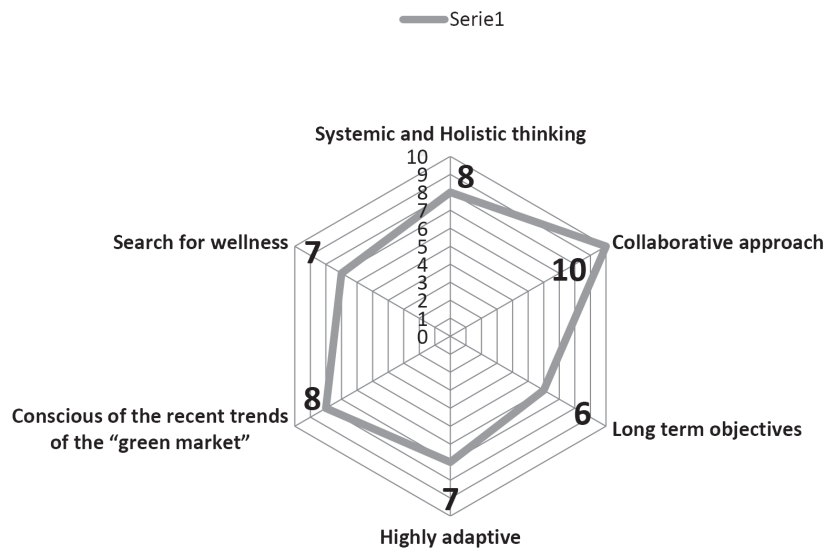 Serie1
Systemic and Holistic thinking
10
9
8
7
6
5
4
3
2
1
0
8
Collaborative approach
10
Long term objectives
6
Highly adaptive
7
Conscious of the recent trends
of the “green market”
8
Search for wellness
7